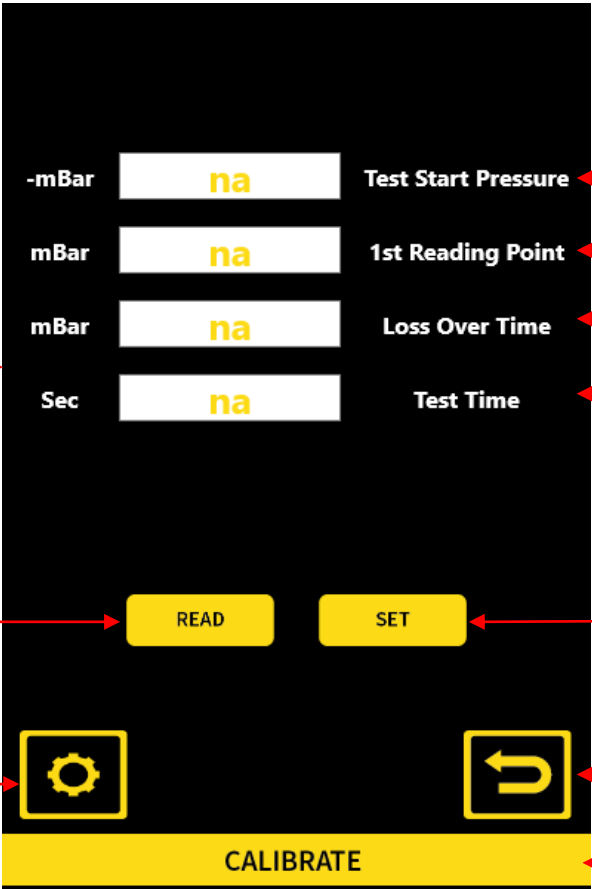 -mBar na Test Start Pressure
mBar na 1st Reading Point
mBar na Loss Over Time
Sec na Test Time
READ SET
CALIBRATE